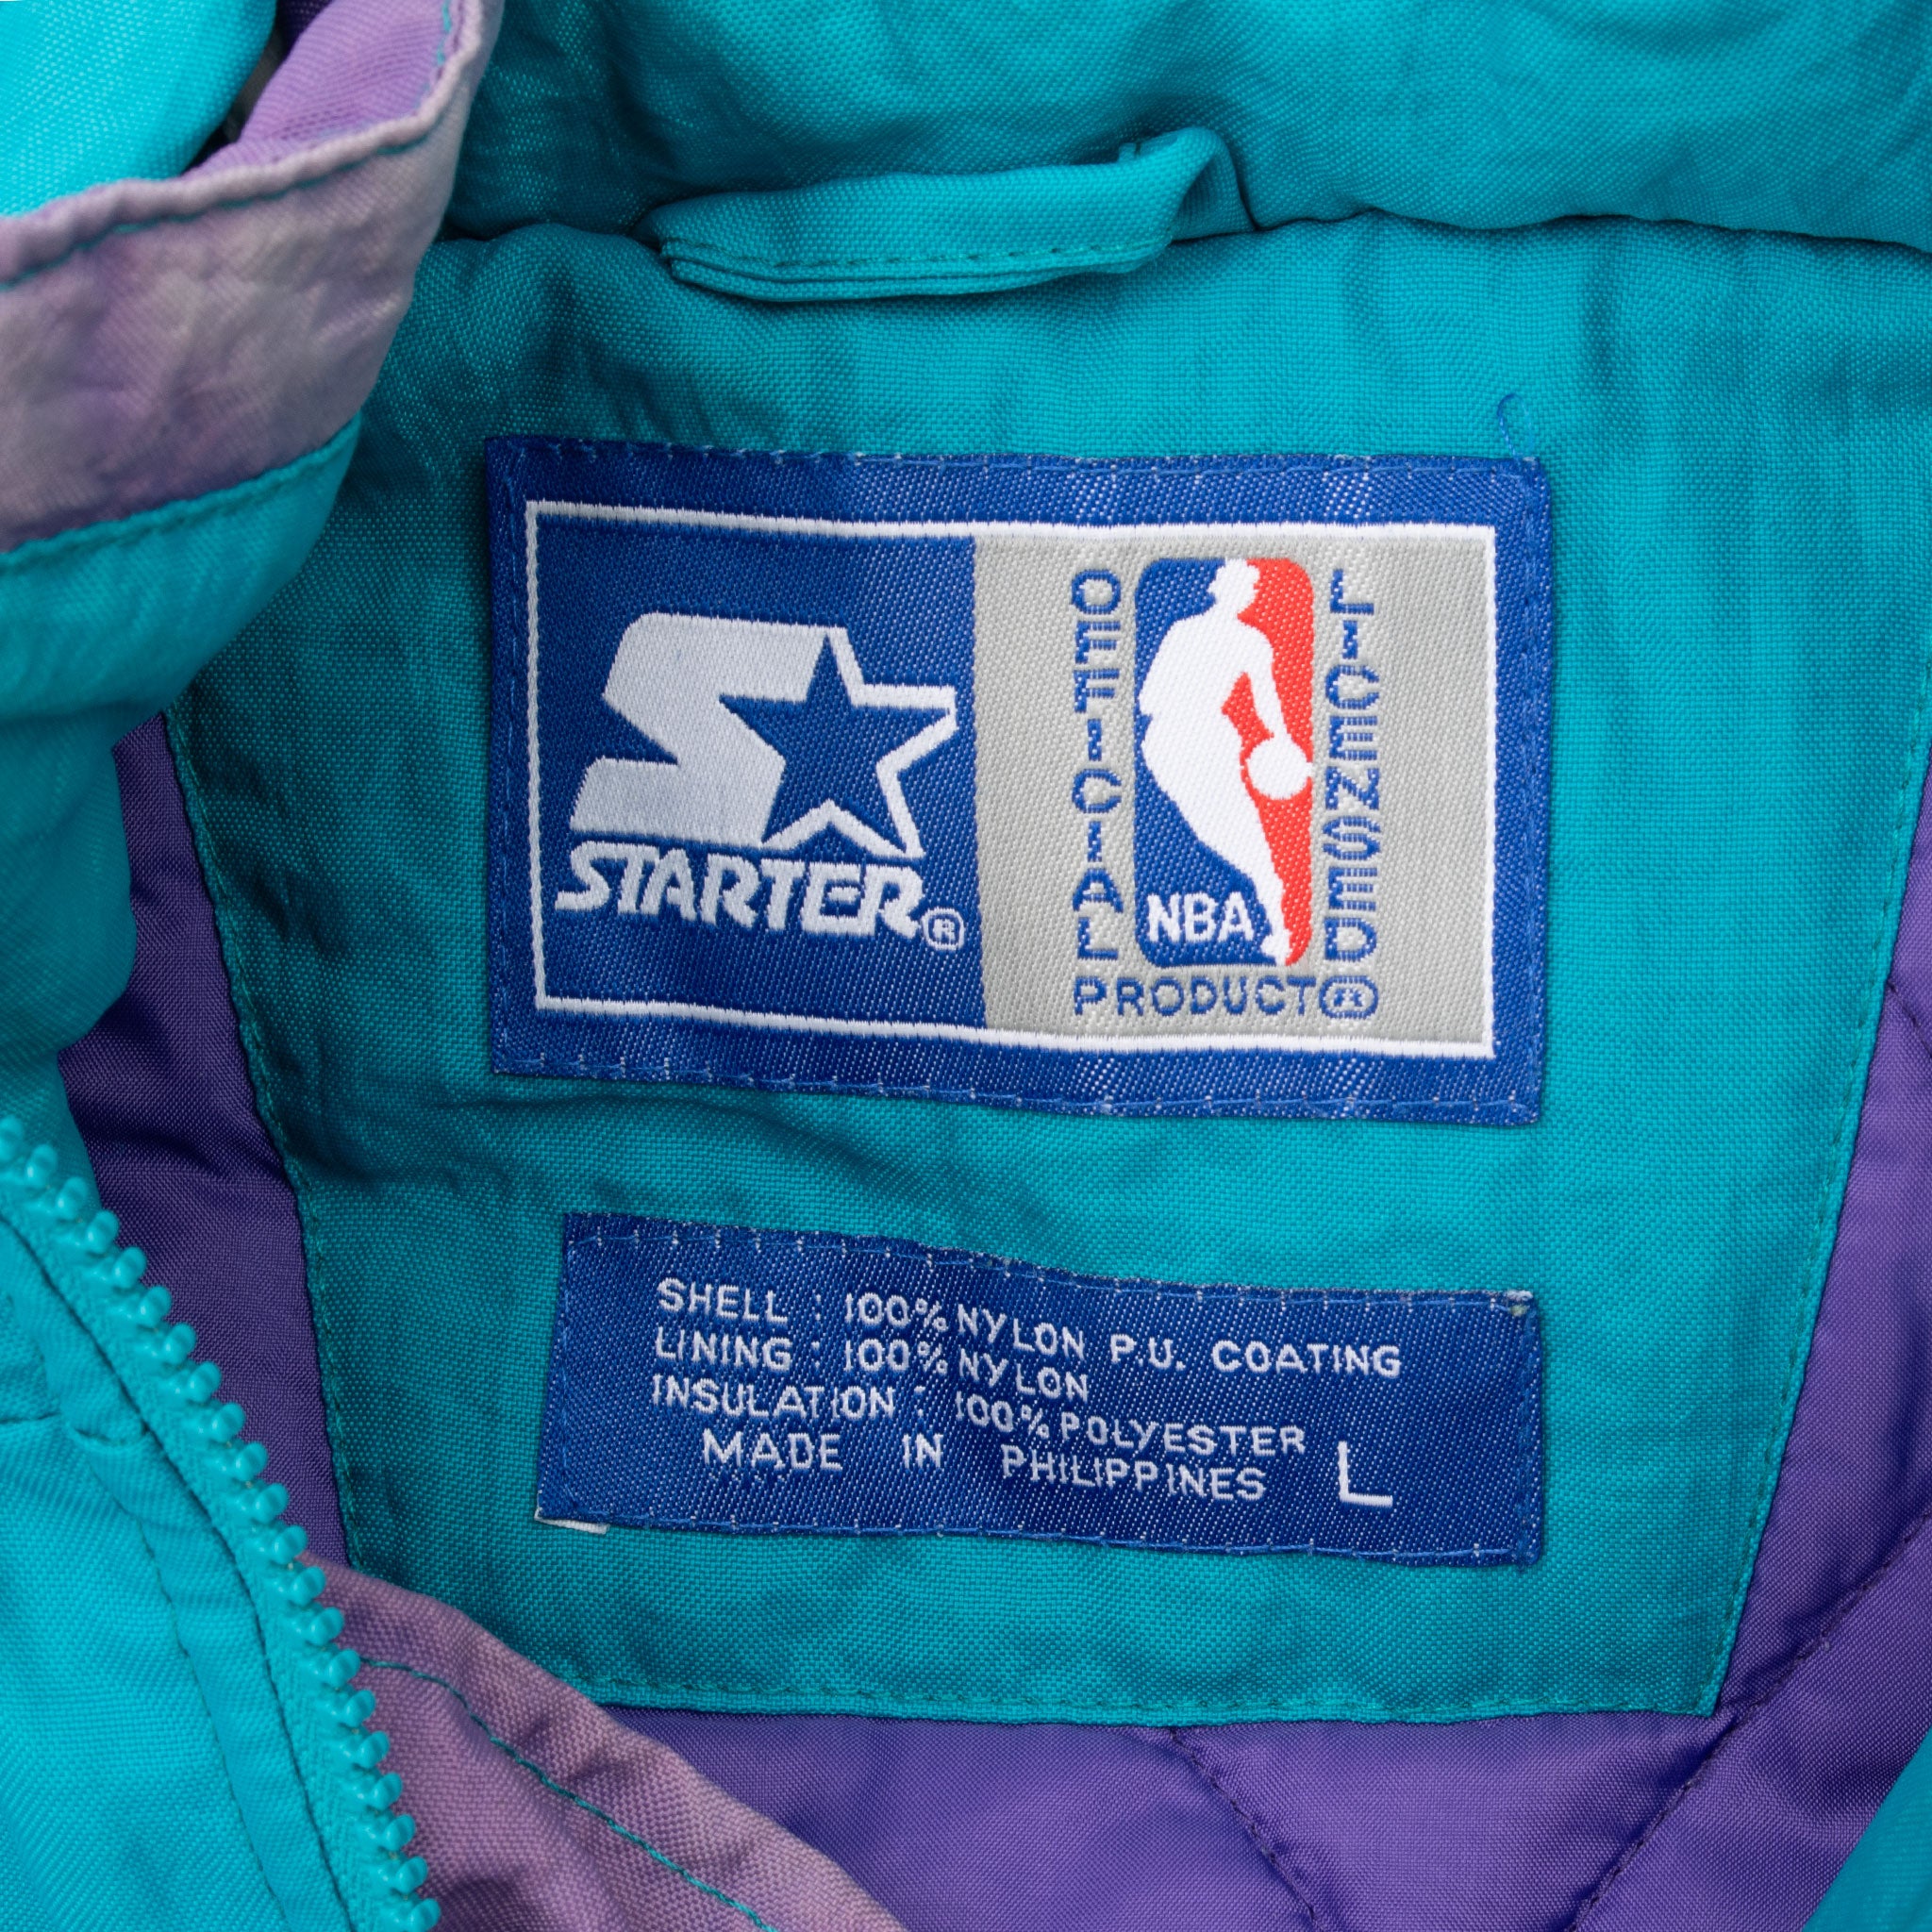 STARTER®
OFFICIAL
NBA
LICENSED
PRODUCT®
SHELL : 100% NYLON P.U. COATING
LINING : 100% NYLON
INSULATION : 100% POLYESTER
MADE IN PHILIPPINES L